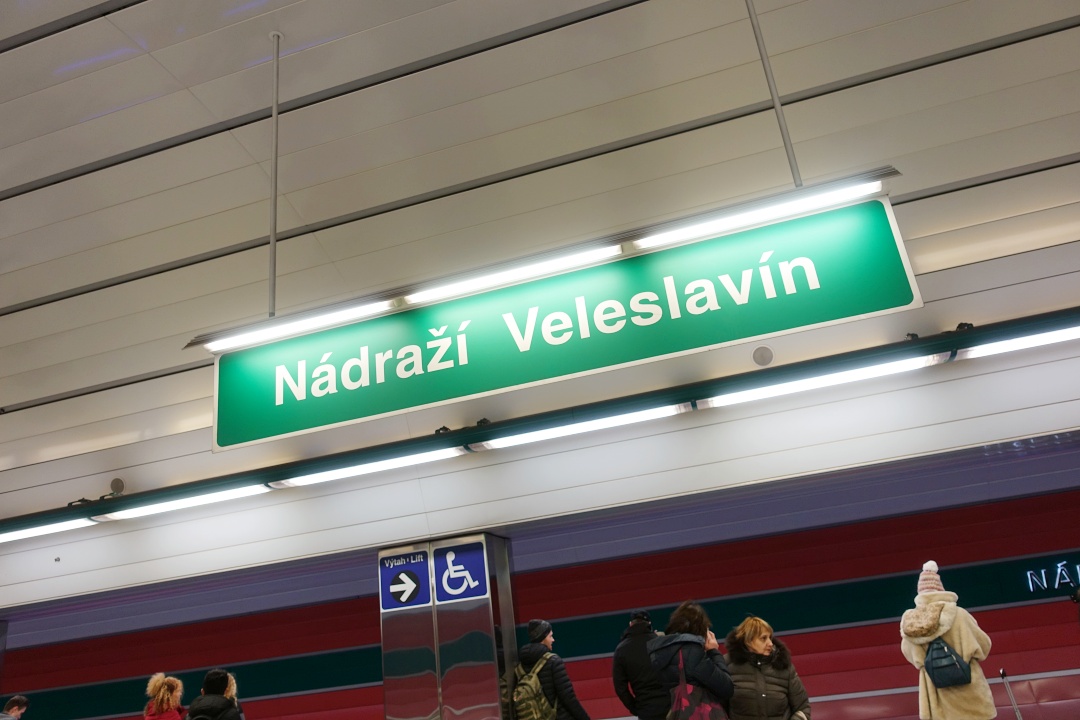 Nádraží Veleslavín
Výtah · Lift